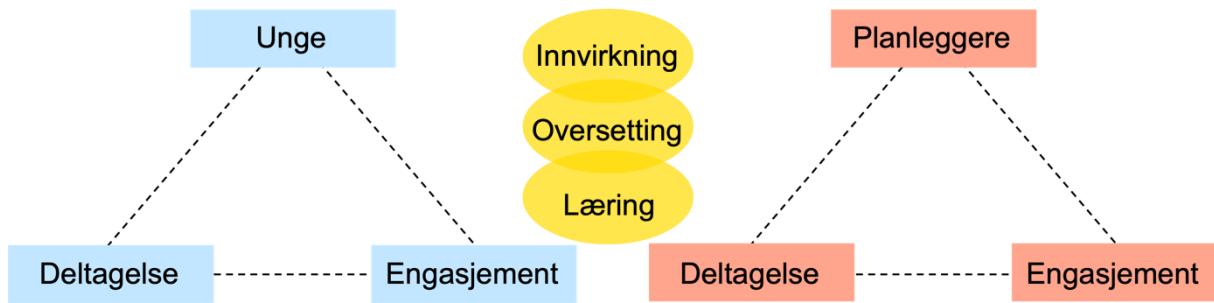 Unge
Deltagelse
Engasjement
Innvirkning
Oversetting
Læring
Planleggere
Deltagelse
Engasjement